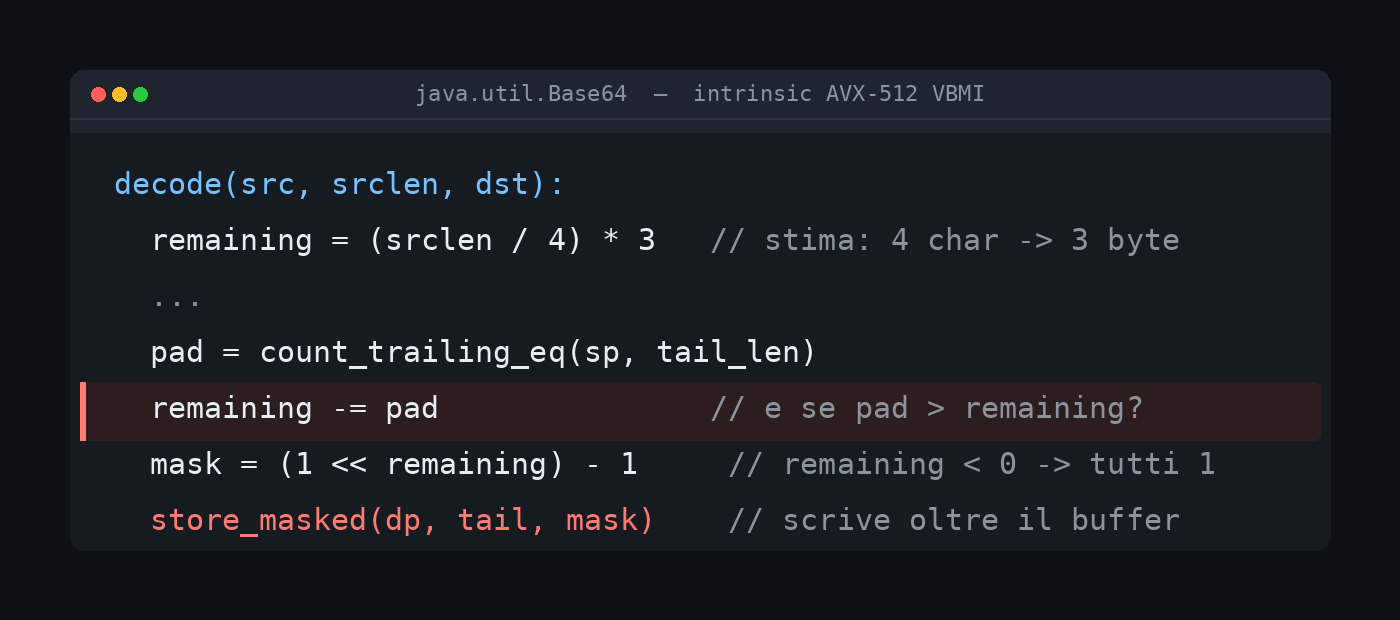 java.util.Base64 — intrinsic AVX-512 VBMI
decode(src, srclen, dst):
remaining = (srclen / 4) * 3 // stima: 4 char -> 3 byte
...
pad = count_trailing_eq(sp, tail_len)
remaining -= pad // e se pad > remaining?
mask = (1 << remaining) - 1 // remaining < 0 -> tutti 1
store_masked(dp, tail, mask) // scrive oltre il buffer